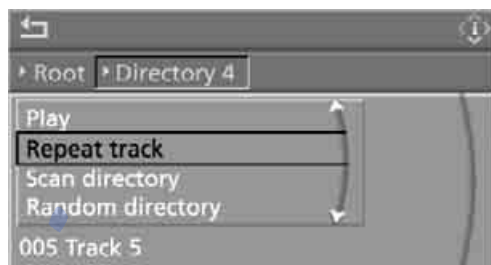 Root Directory 4
Play
Repeat track
Scan directory
Random directory
005 Track 5